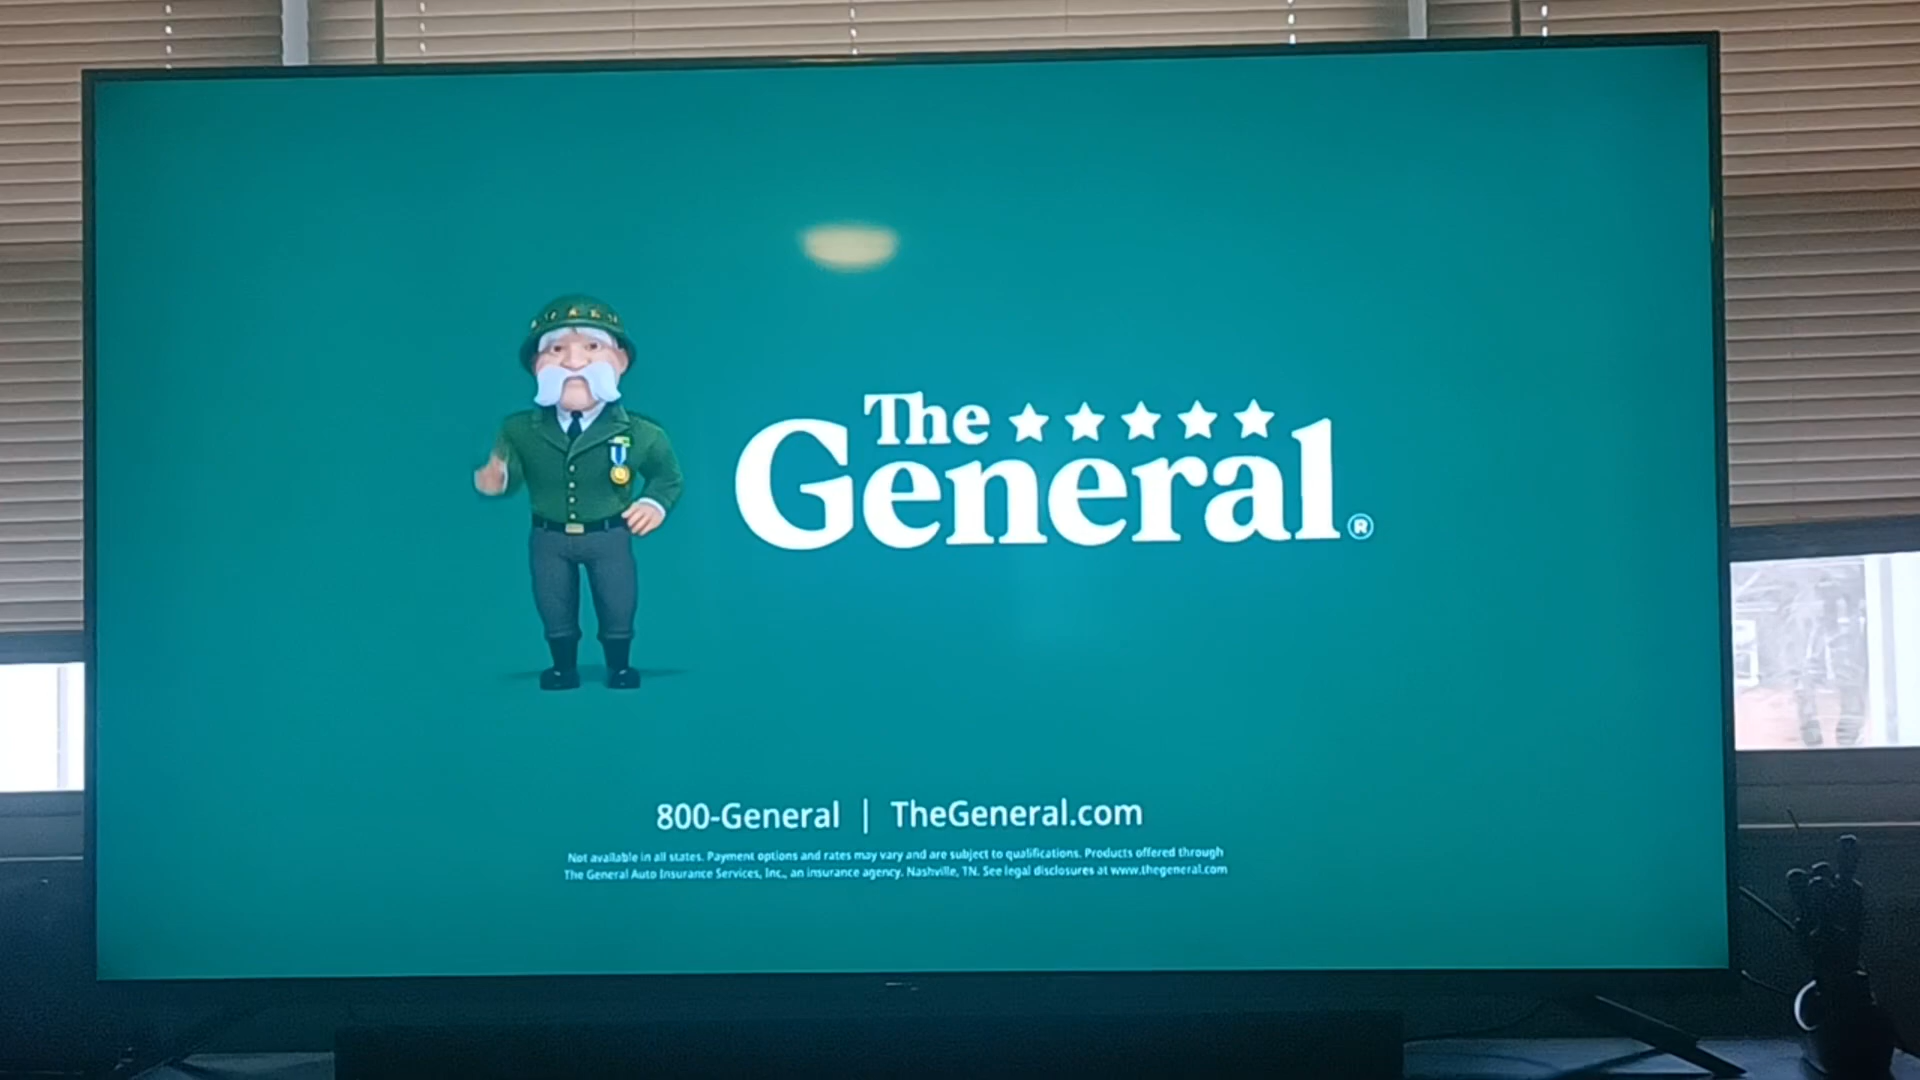 The
General®
800-General | TheGeneral.com
Not available in all states. Payment options and rates may vary and are subject to qualifications. Products offered through
The General Auto Insurance Services, Inc., an insurance agency. Nashville, TN. See legal disclosures at www.thegeneral.com